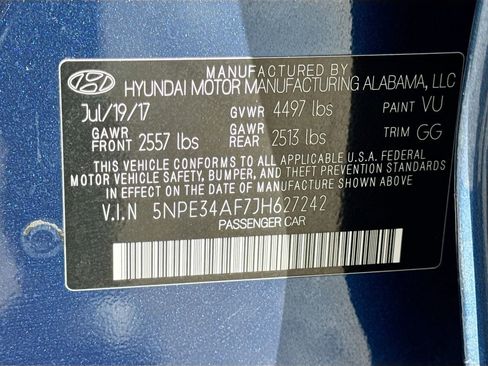 MANUFACTURED BY
HYUNDAI MOTOR MANUFACTURING ALABAMA, LLC
Jul/19/17 GVWR 4497 lbs PAINT VU
GAWR FRONT 2557 lbs GAWR REAR 2513 lbs TRIM GG
THIS VEHICLE CONFORMS TO ALL APPLICABLE U.S.A. FEDERAL
MOTOR VEHICLE SAFETY, BUMPER, AND THEFT PREVENTION STANDARDS
IN EFFECT ON THE DATE OF MANUFACTURE SHOWN ABOVE
V.I.N 5NPE34AF7JH627242
PASSENGER CAR